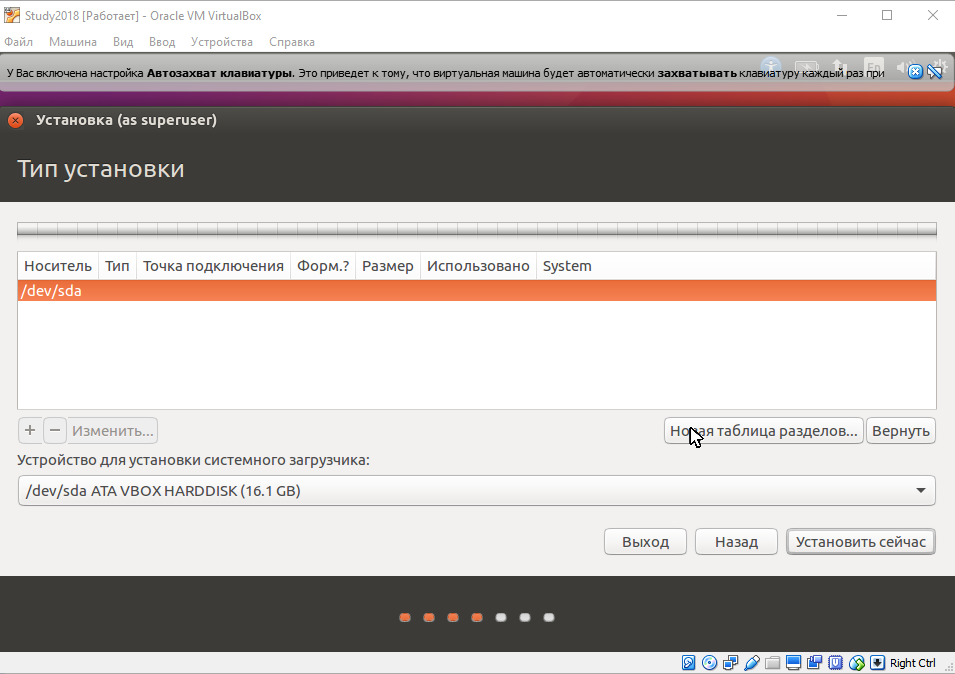 Study2018 [Работает] - Oracle VM VirtualBox
Файл Машина Вид Ввод Устройства Справка
У Вас включена настройка Автозахват клавиатуры. Это приведет к тому, что виртуальная машина будет автоматически захватывать клавиатуру каждый раз при
En
Установка (as superuser)
Тип установки
Носитель Тип Точка подключения Форм.? Размер Использовано System
/dev/sda
+ − Изменить... Новая таблица разделов... Вернуть
Устройство для установки системного загрузчика:
/dev/sda ATA VBOX HARDDISK (16.1 GB)
Выход Назад Установить сейчас
Right Ctrl